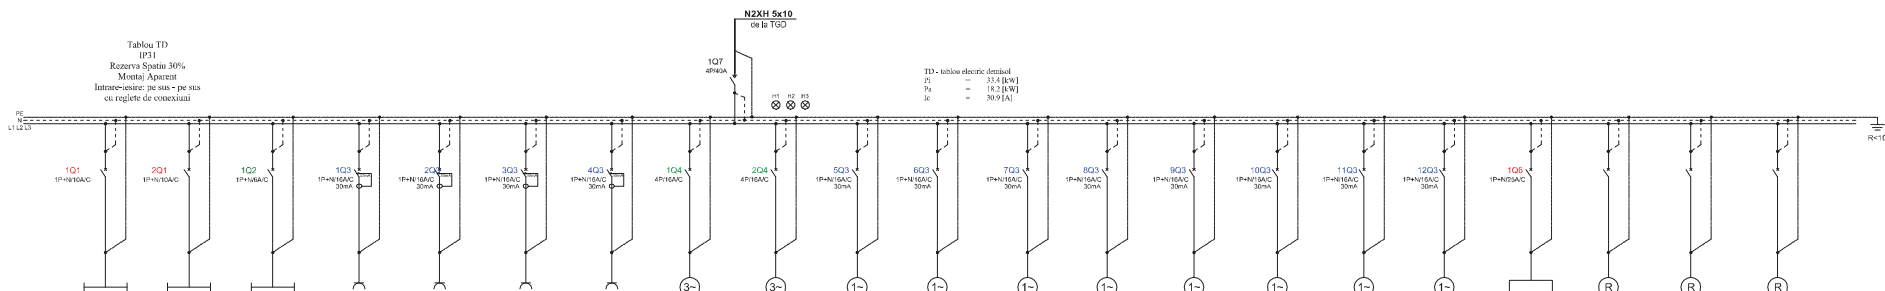 N2XH 5x10
de la TGD
Tablou TD
IP31
Rezerva Spatiu 30%
Montaj Aparent
Intrare-iesire: pe sus - pe sus
cu reglete de conexiuni
1Q7
4P/40A
TD - tablou electric demisol
Pi = 33.4 [kW]
Pa = 18.2 [kW]
Ic = 30.9 [A]
H1 H2 H3
PE
N
L1 L2 L3
R<10
1Q1
1P+N/10A/C
2Q1
1P+N/10A/C
1Q2
1P+N/6A/C
1Q3
1P+N/16A/C
30mA
2Q3
1P+N/16A/C
30mA
3Q3
1P+N/16A/C
30mA
4Q3
1P+N/16A/C
30mA
1Q4
4P/16A/C
2Q4
4P/16A/C
5Q3
1P+N/16A/C
30mA
6Q3
1P+N/16A/C
30mA
7Q3
1P+N/16A/C
30mA
8Q3
1P+N/16A/C
30mA
9Q3
1P+N/16A/C
30mA
10Q3
1P+N/16A/C
30mA
11Q3
1P+N/16A/C
30mA
12Q3
1P+N/16A/C
30mA
1Q6
1P+N/25A/C
3~ 3~ 1~ 1~ 1~ 1~ 1~ 1~ 1~ 1~ R R R